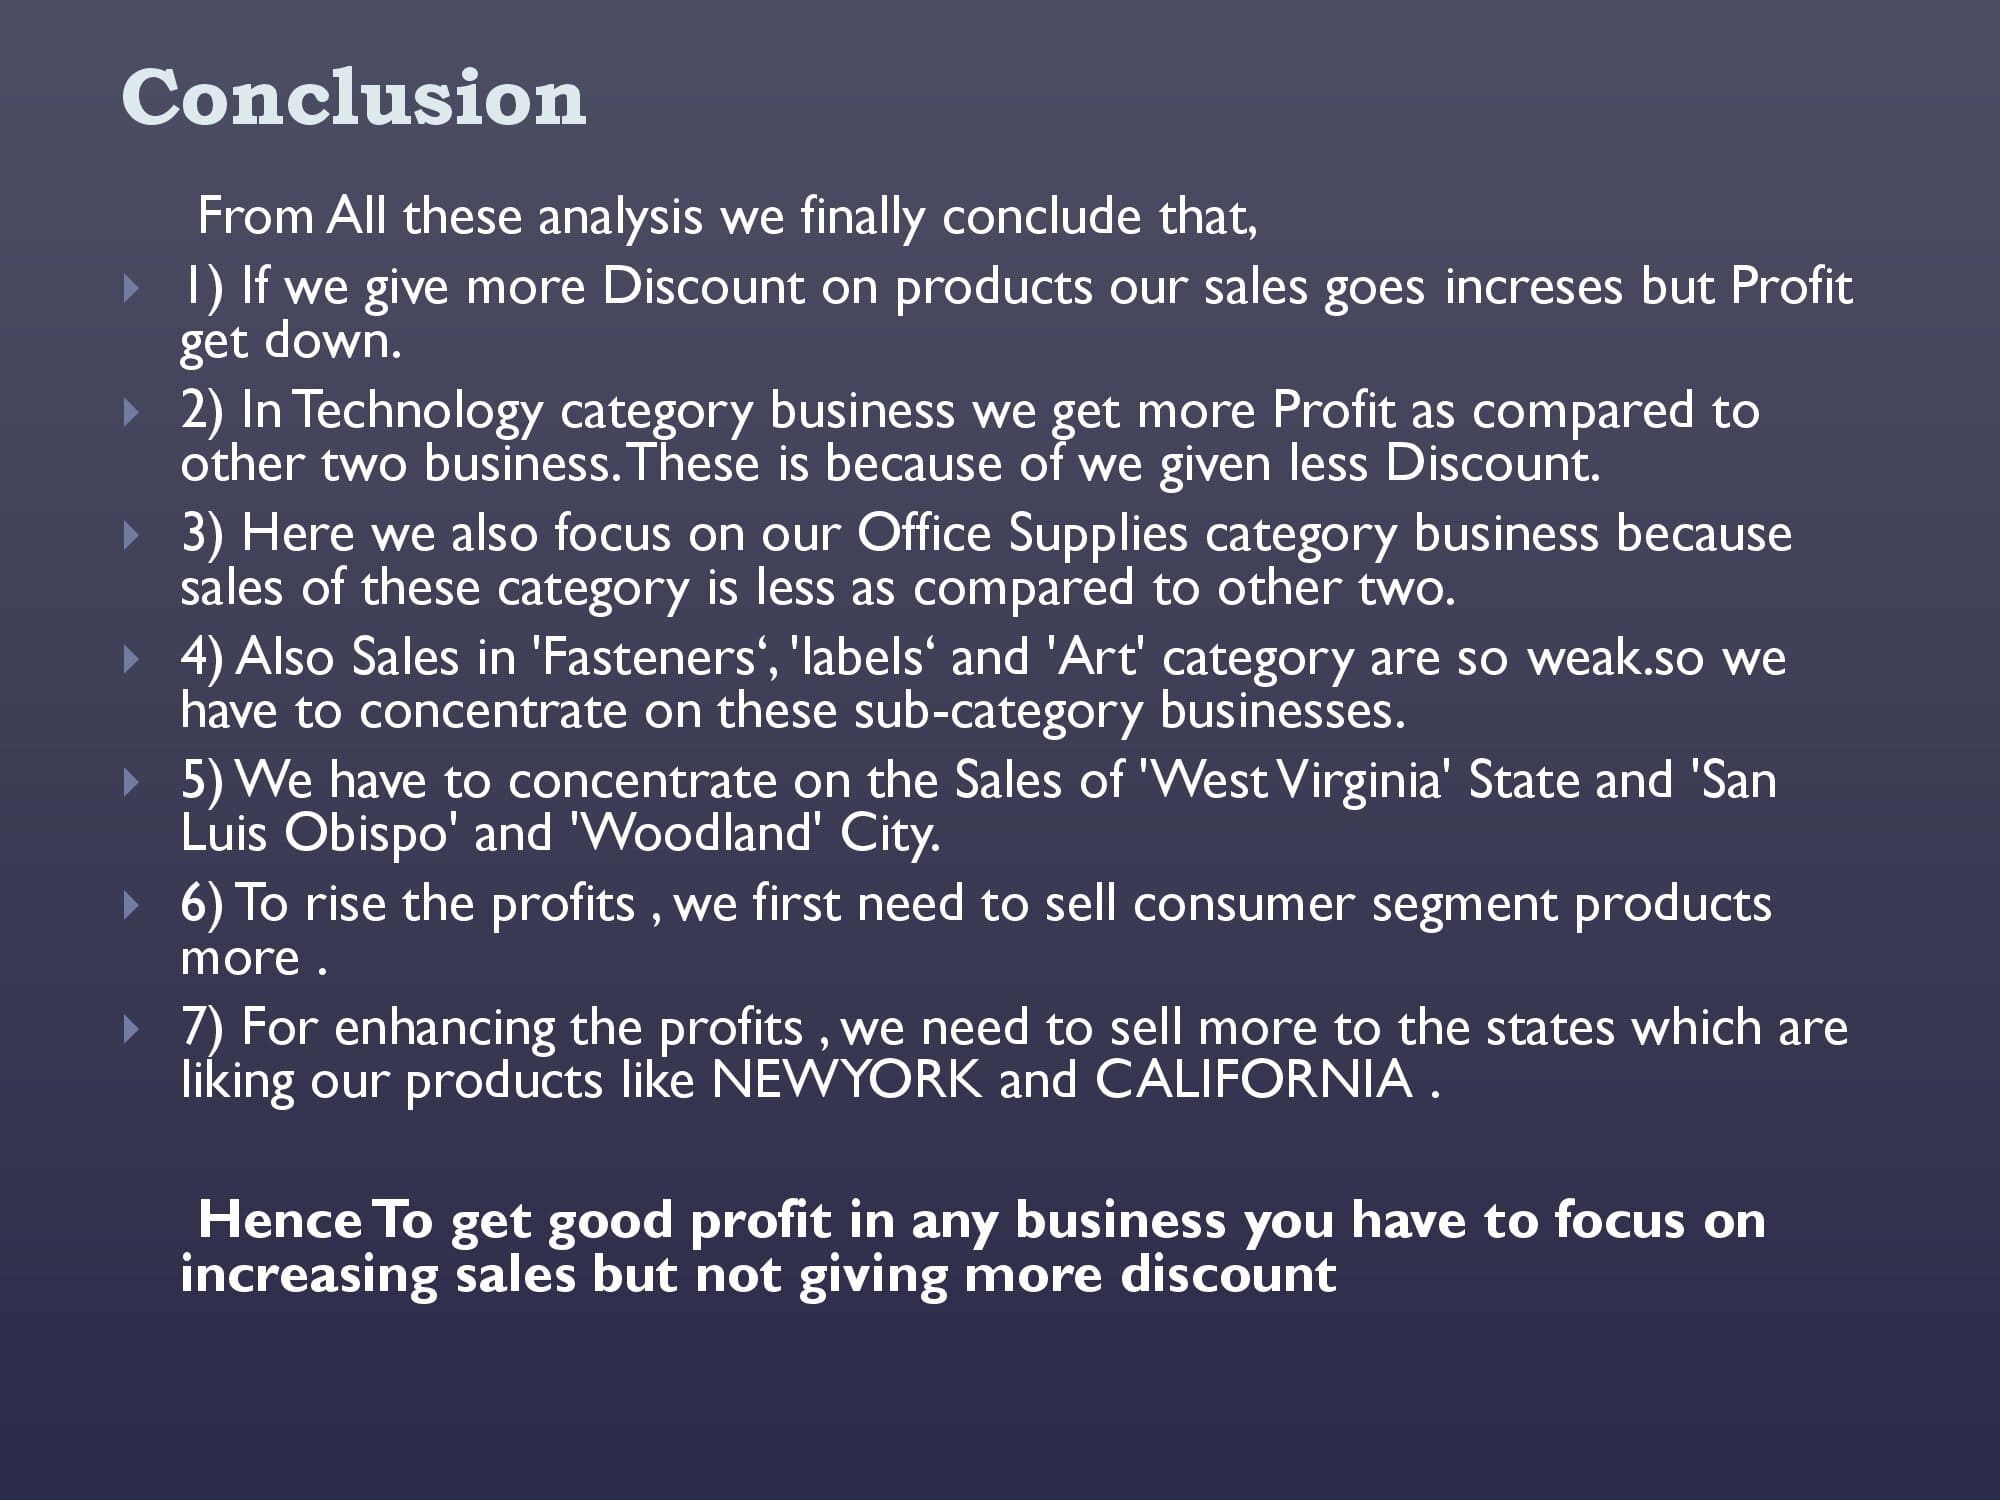 Conclusion
From All these analysis we finally conclude that,
1) If we give more Discount on products our sales goes increses but Profit
get down.
2) In Technology category business we get more Profit as compared to
other two business. These is because of we given less Discount.
3) Here we also focus on our Office Supplies category business because
sales of these category is less as compared to other two.
4) Also Sales in 'Fasteners‘, 'labels‘ and 'Art' category are so weak.so we
have to concentrate on these sub-category businesses.
5) We have to concentrate on the Sales of 'West Virginia' State and 'San
Luis Obispo' and 'Woodland' City.
6) To rise the profits , we first need to sell consumer segment products
more .
7) For enhancing the profits , we need to sell more to the states which are
liking our products like NEWYORK and CALIFORNIA .
Hence To get good profit in any business you have to focus on
increasing sales but not giving more discount